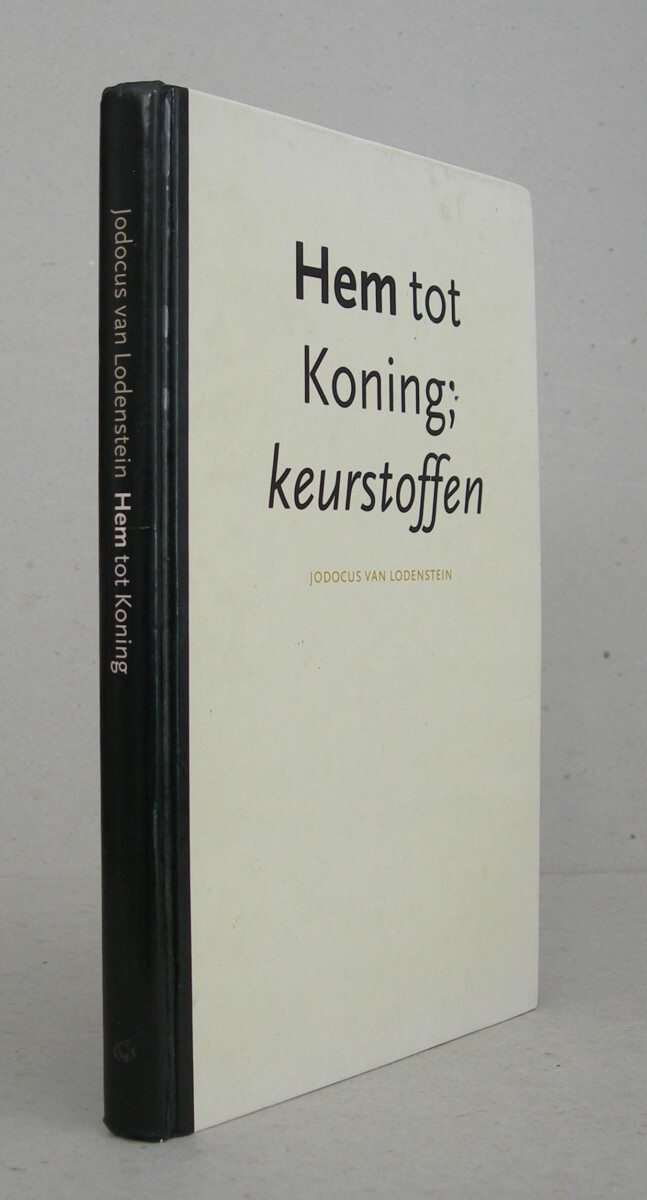 Jodocus van Lodenstein Hem tot Koning
Hem tot
Koning;
keurstoffen
JODOCUS VAN LODENSTEIN